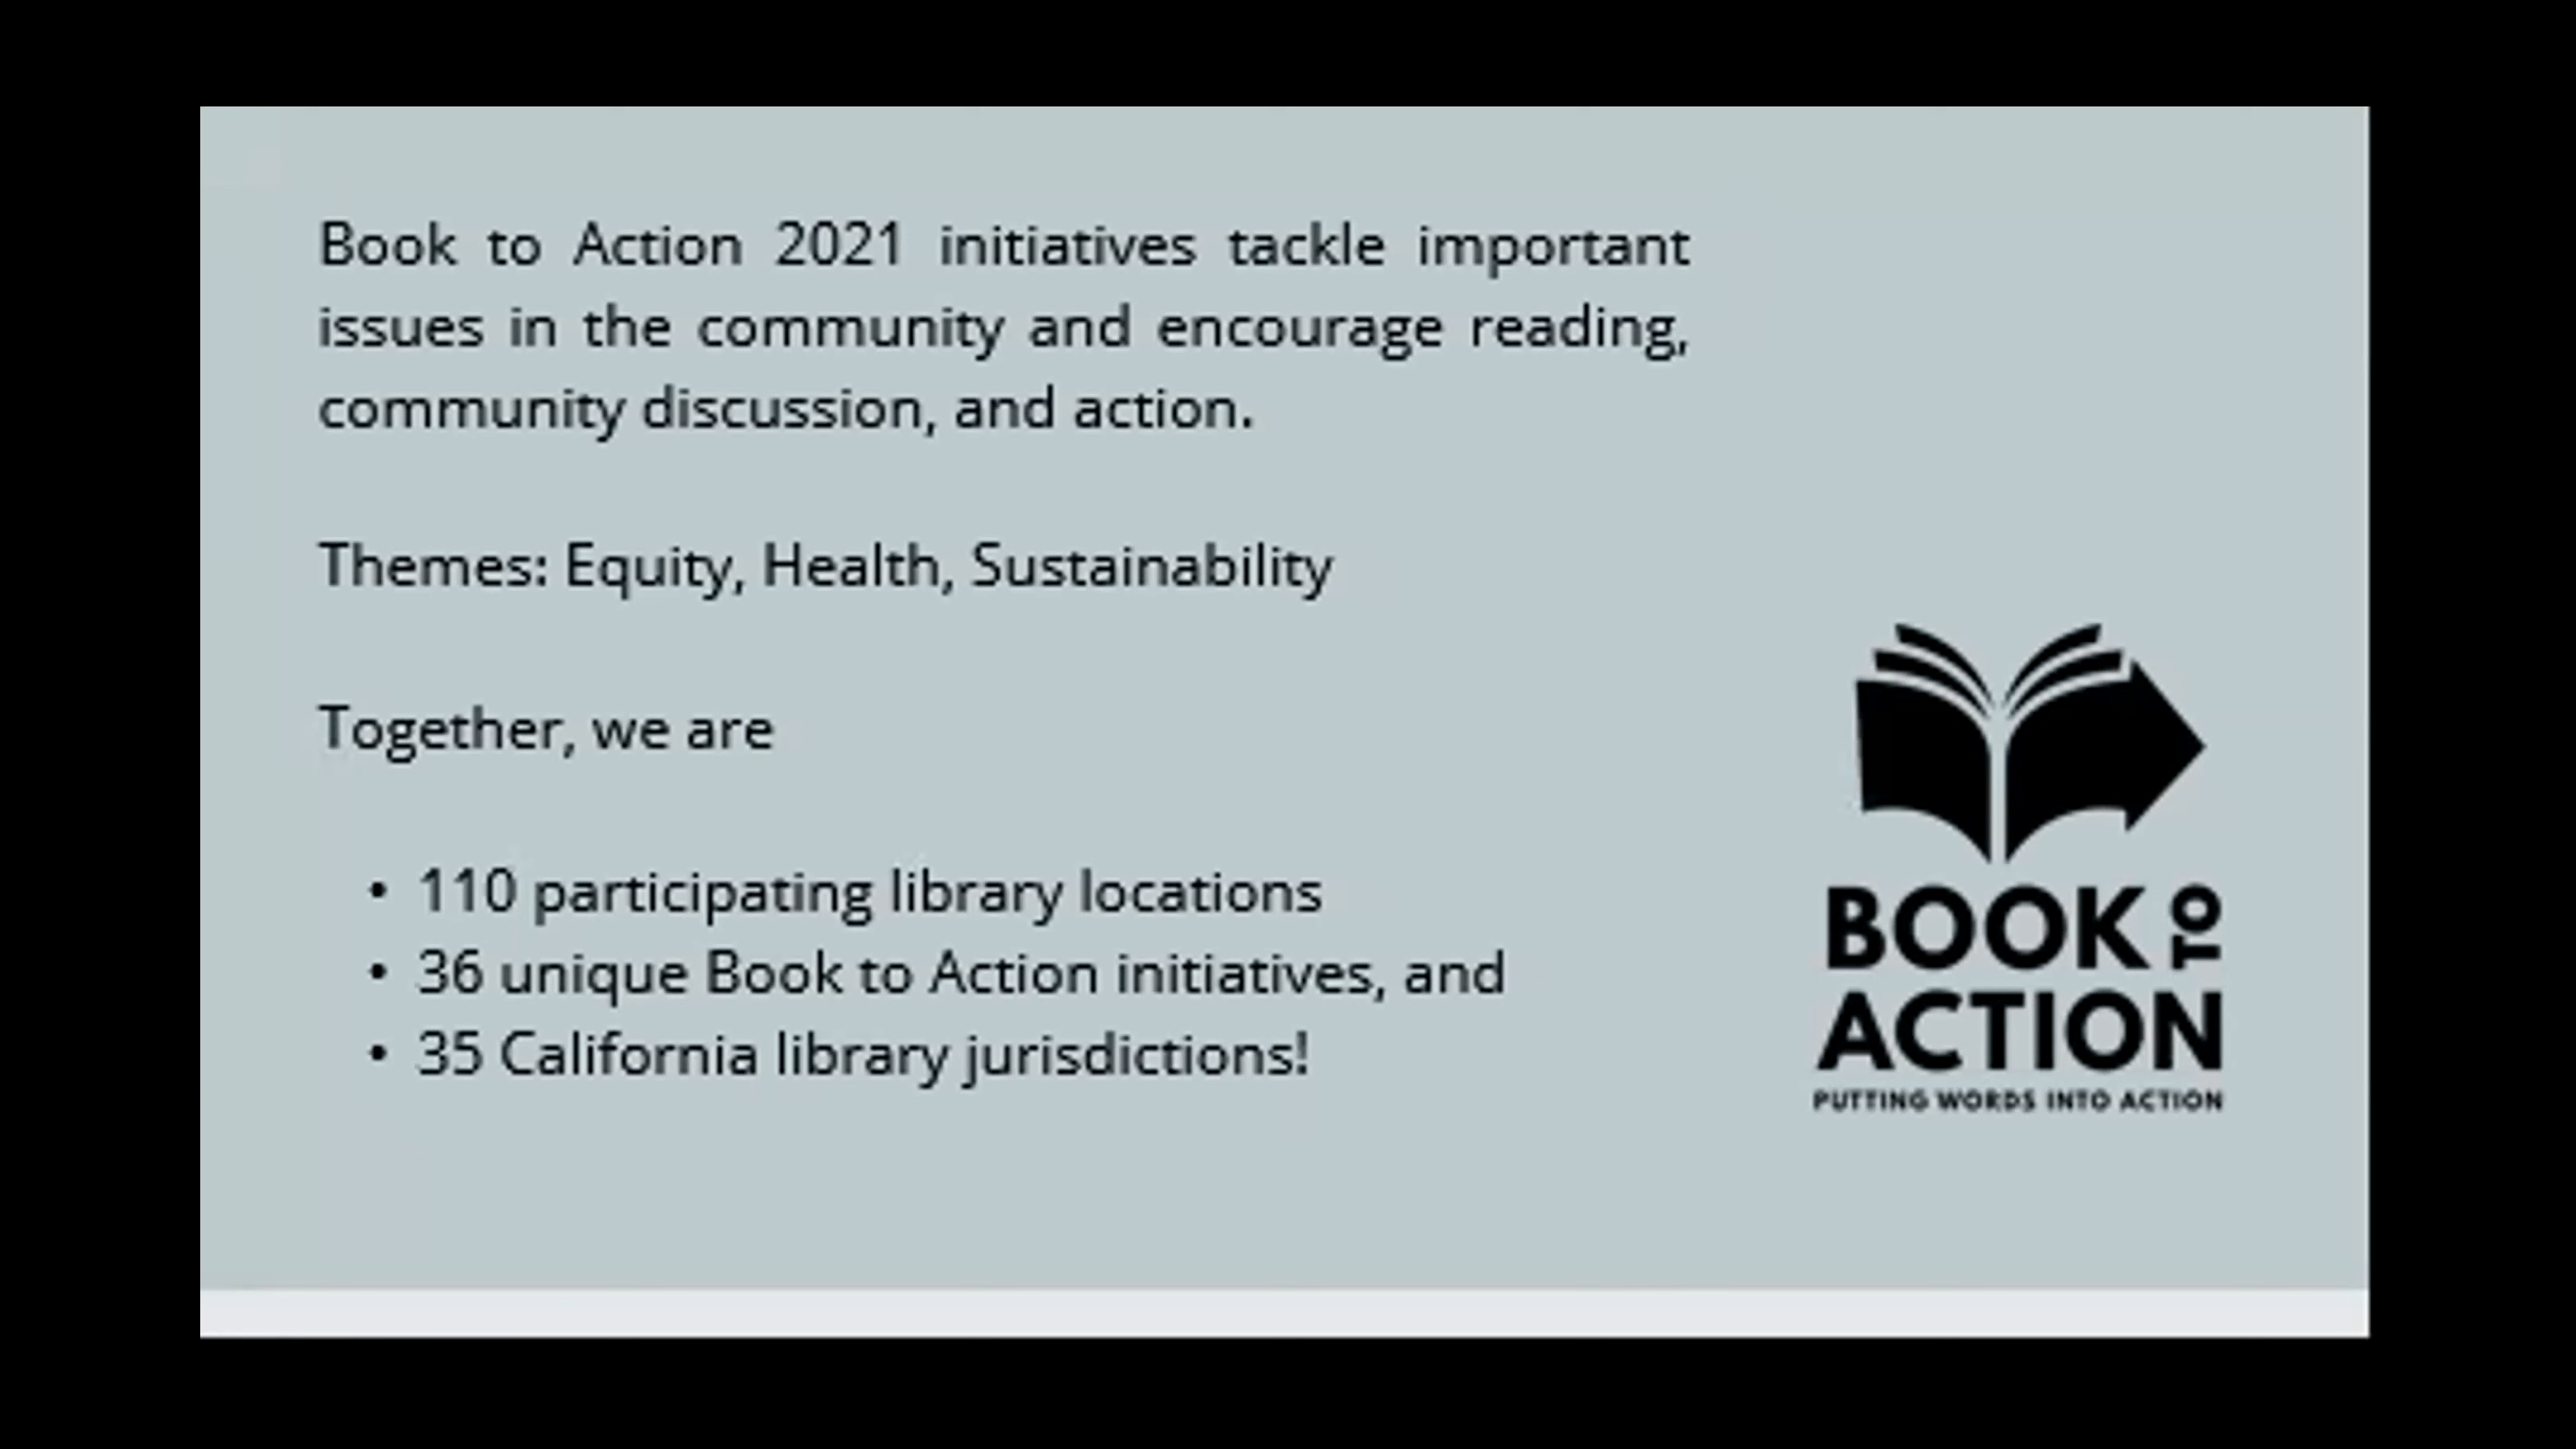 Book to Action 2021 initiatives tackle important
issues in the community and encourage reading,
community discussion, and action.
Themes: Equity, Health, Sustainability
Together, we are
• 110 participating library locations
• 36 unique Book to Action initiatives, and
• 35 California library jurisdictions!
BOOK TO
ACTION
PUTTING WORDS INTO ACTION